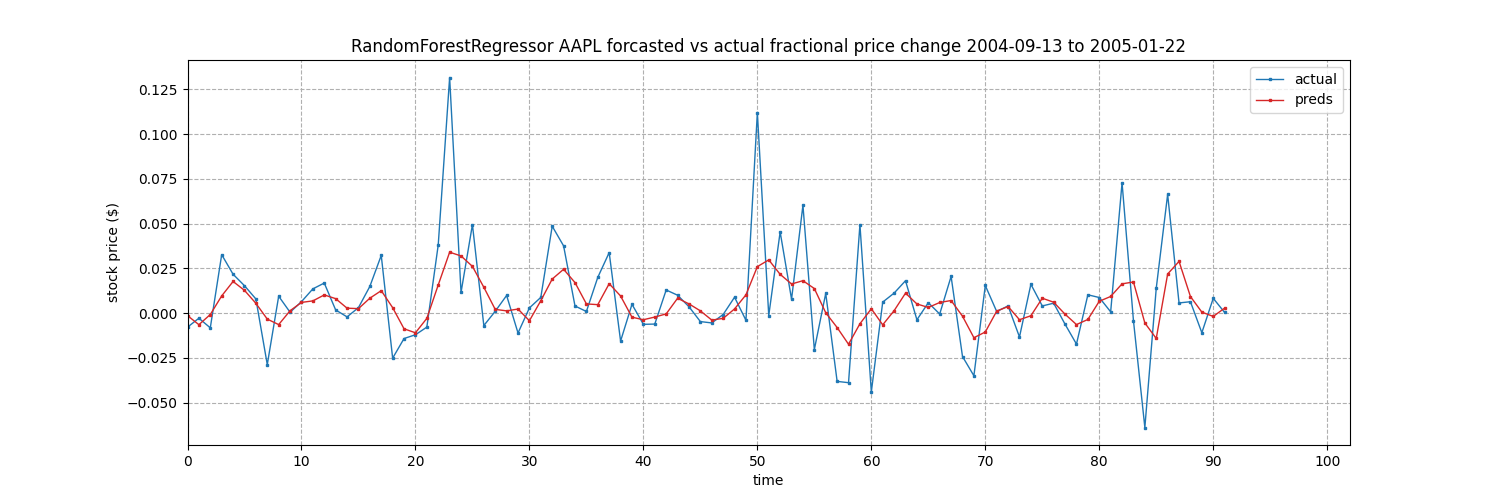 RandomForestRegressor AAPL forcasted vs actual fractional price change 2004-09-13 to 2005-01-22
actual
preds
0.125
0.100
0.075
0.050
0.025
0.000
−0.025
−0.050
stock price ($)
0 10 20 30 40 50 60 70 80 90 100
time